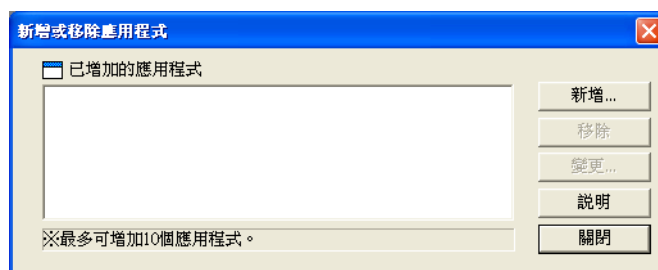 新增或移除應用程式
已增加的應用程式
新增...
移除
變更...
說明
關閉
※最多可增加10個應用程式。